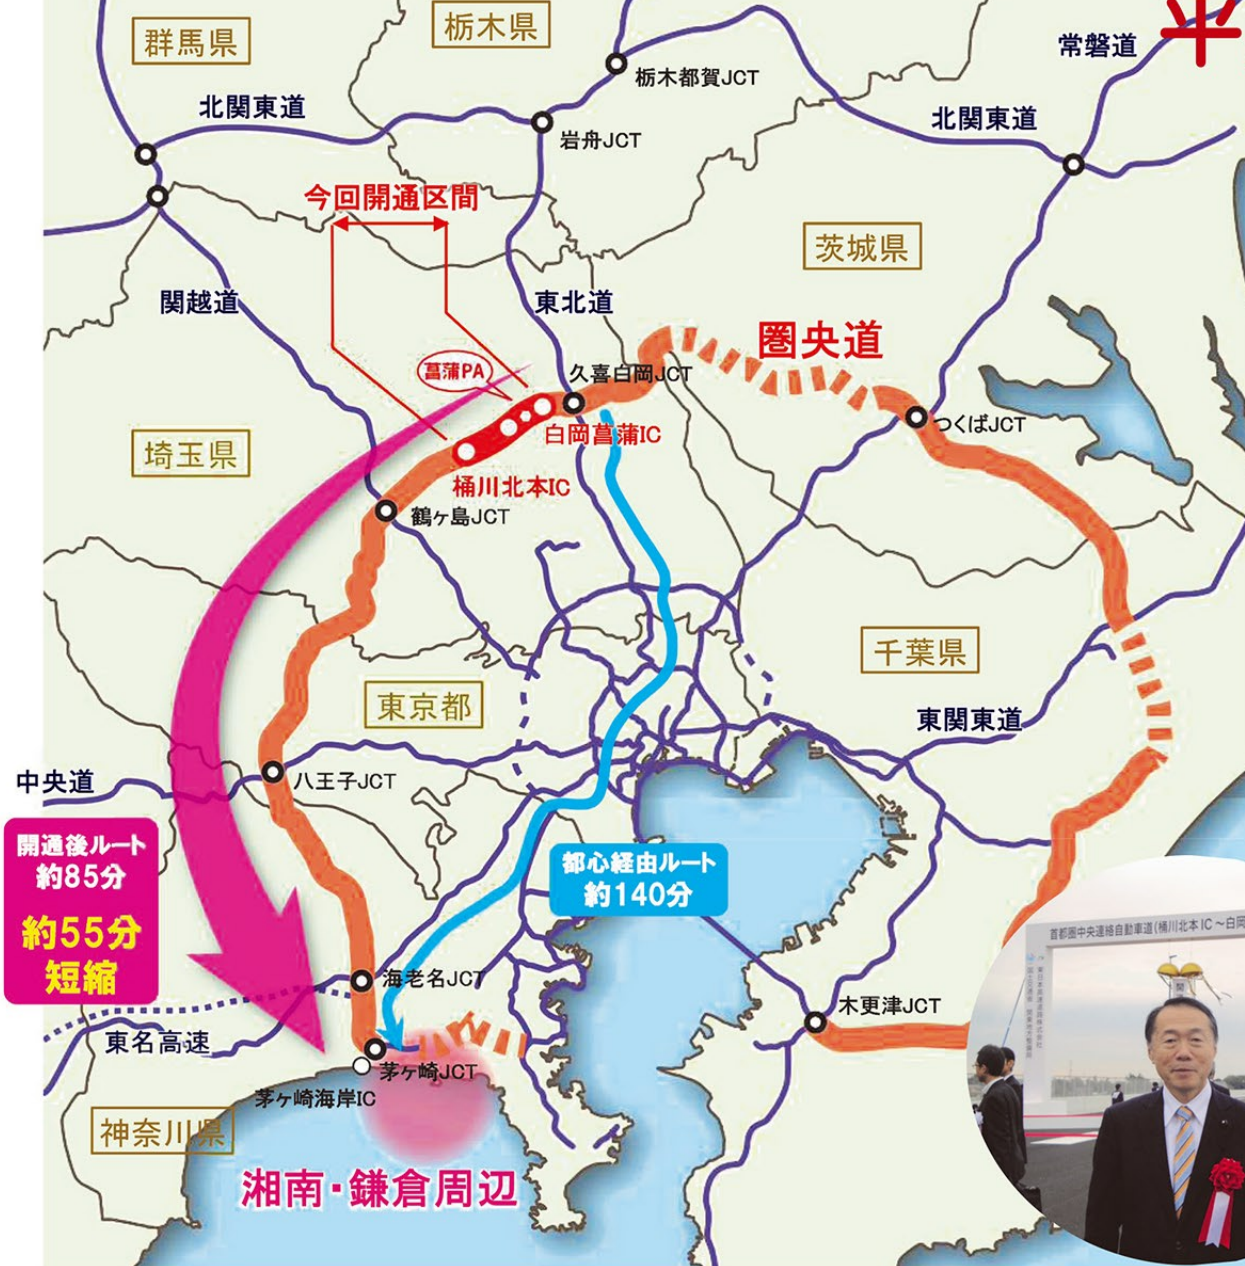 平
群馬県
栃木県
常磐道
栃木都賀JCT
北関東道
北関東道
岩舟JCT
今回開通区間
茨城県
関越道
東北道
圏央道
菖蒲PA
久喜白岡JCT
つくばJCT
白岡菖蒲IC
埼玉県
桶川北本IC
鶴ヶ島JCT
千葉県
東京都
東関東道
中央道
八王子JCT
開通後ルート
約85分
約55分
短縮
都心経由ルート
約140分
首都圏中央連絡自動車道(桶川北本IC～白岡
海老名JCT
木更津JCT
東名高速
茅ヶ崎JCT
茅ヶ崎海岸IC
神奈川県
湘南・鎌倉周辺